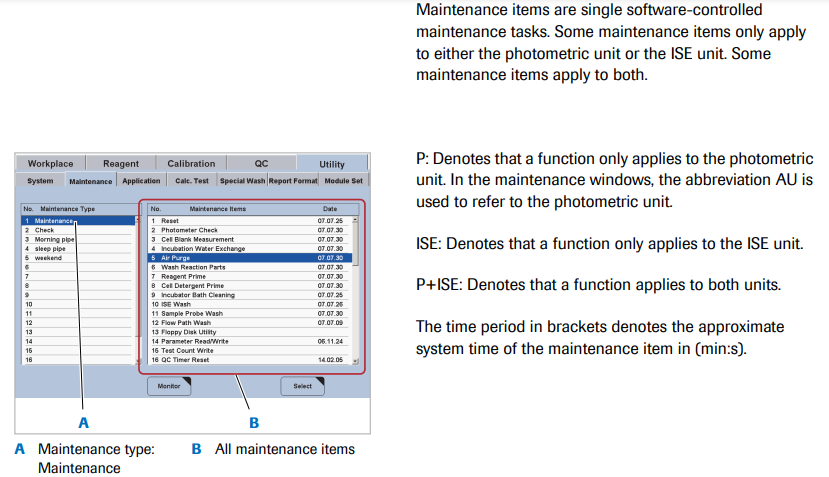 Maintenance items are single software-controlled
maintenance tasks. Some maintenance items only apply
to either the photometric unit or the ISE unit. Some
maintenance items apply to both.
Workplace Reagent Calibration QC Utility
System Maintenance Application Calc. Test Special Wash Report Format Module Set
No. Maintenance Type
1 Maintenance
2 Check
3 Morning pipe
4 sleep pipe
5 weekend
6
7
8
9
10
11
12
13
14
15
16
No. Maintenance Items Date
1 Reset 07.07.25
2 Photometer Check 07.07.30
3 Cell Blank Measurement 07.07.30
4 Incubation Water Exchange 07.07.30
5 Air Purge 07.07.30
6 Wash Reaction Parts 07.07.30
7 Reagent Prime 07.07.30
8 Cell Detergent Prime 07.07.30
9 Incubator Bath Cleaning 07.07.25
10 ISE Wash 07.07.26
11 Sample Probe Wash 07.07.30
12 Flow Path Wash 07.07.09
13 Floppy Disk Utility
14 Parameter Read/Write 06.11.24
15 Test Count Write
16 QC Timer Reset 14.02.05
Monitor Select
A B
A Maintenance type:
Maintenance
B All maintenance items
P: Denotes that a function only applies to the photometric
unit. In the maintenance windows, the abbreviation AU is
used to refer to the photometric unit.
ISE: Denotes that a function only applies to the ISE unit.
P+ISE: Denotes that a function applies to both units.
The time period in brackets denotes the approximate
system time of the maintenance item in (min:s).